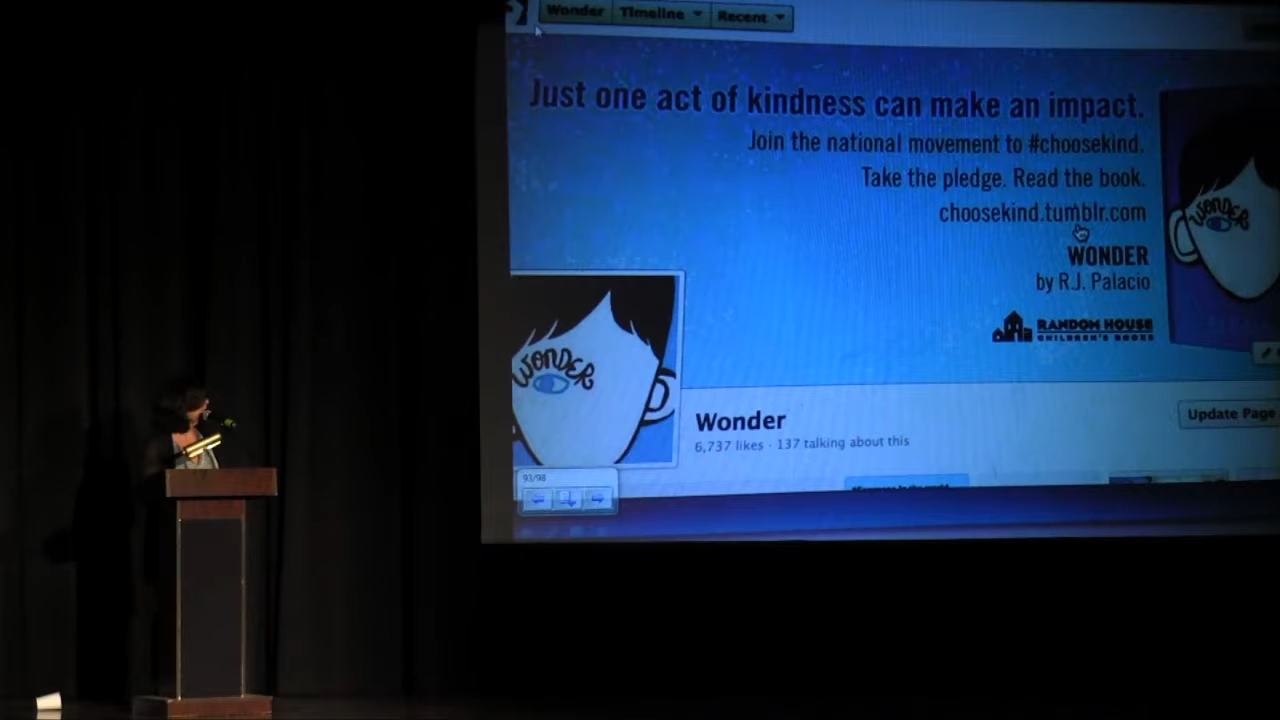 Wonder Timeline Recent
Just one act of kindness can make an impact.
Join the national movement to #choosekind.
Take the pledge. Read the book.
choosekind.tumblr.com
WONDER
by R.J. Palacio
RANDOM HOUSE
CHILDREN'S BOOKS
WONDER
WONDER
Wonder
6,737 likes · 137 talking about this
Update Page
93/98